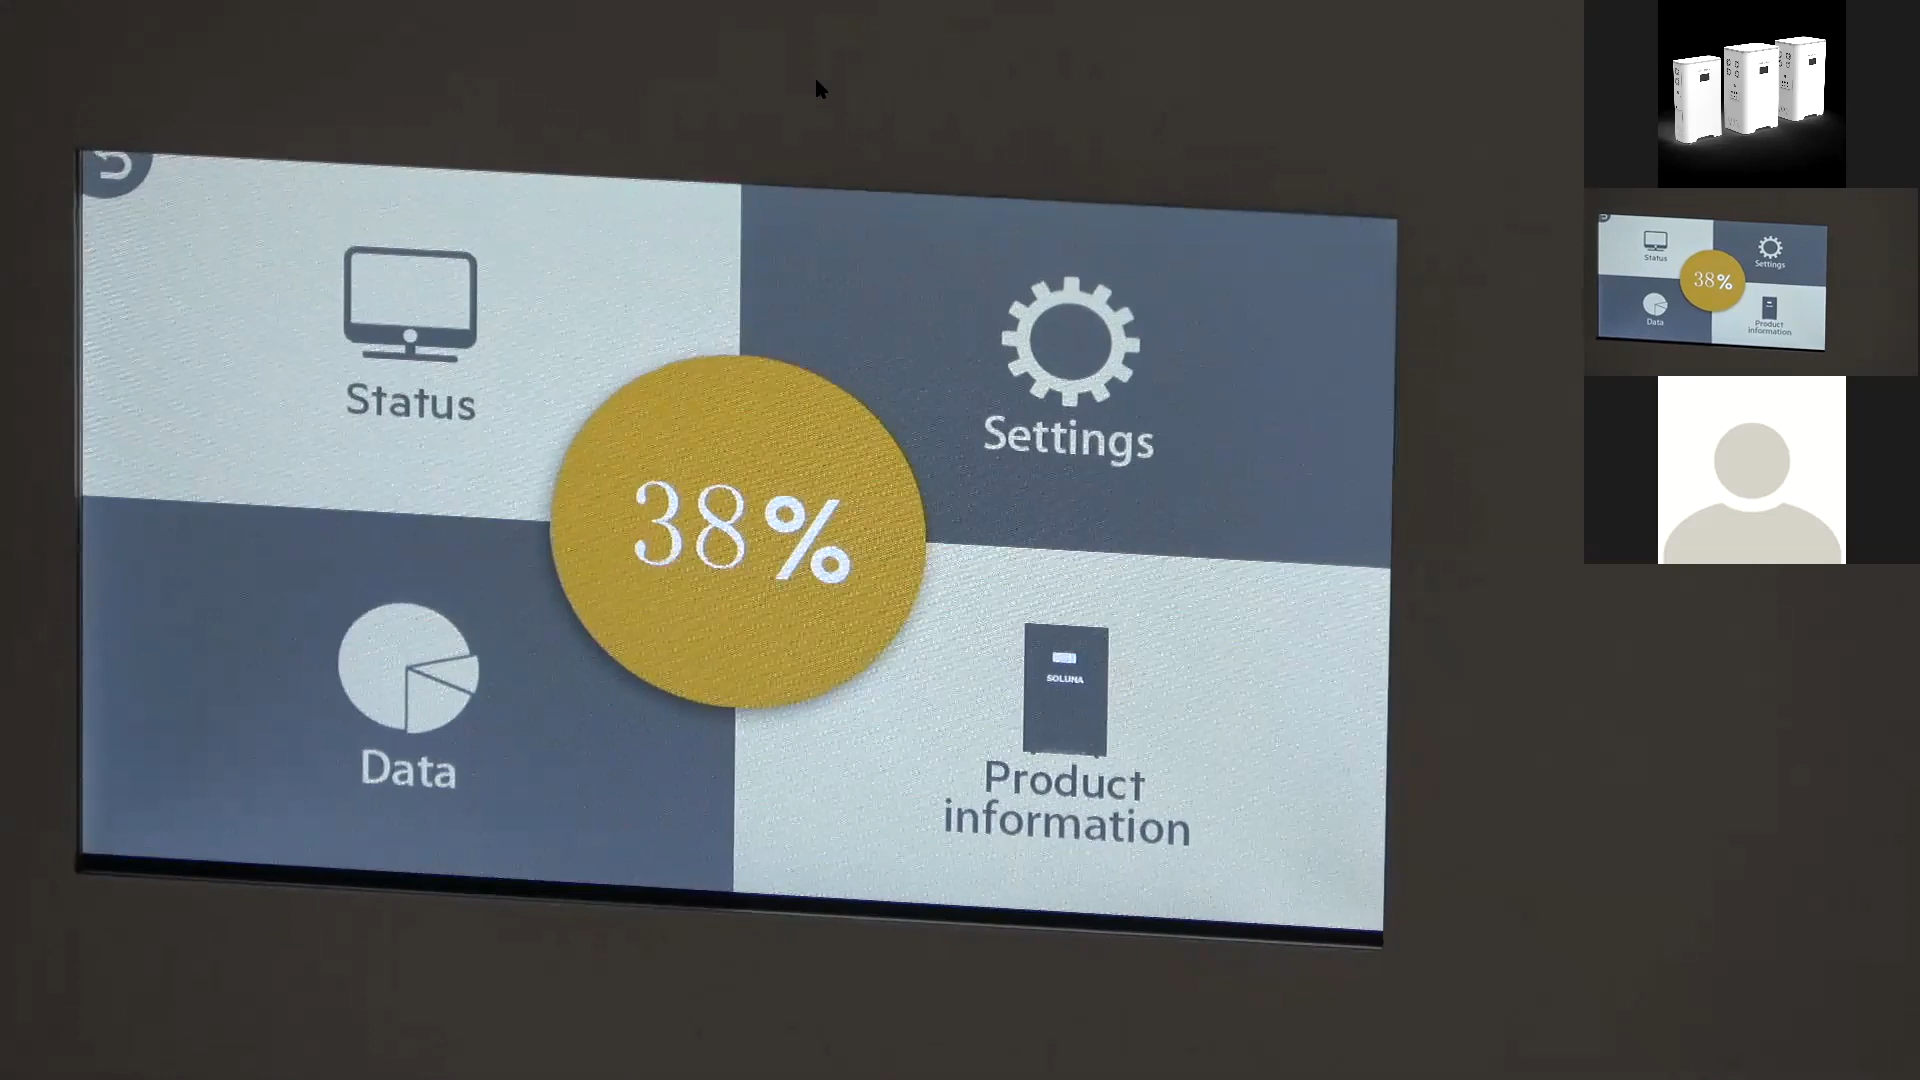 Status
Settings
38%
Data
SOLUNA
Product
information
Status
Settings
38%
Data
Product
information